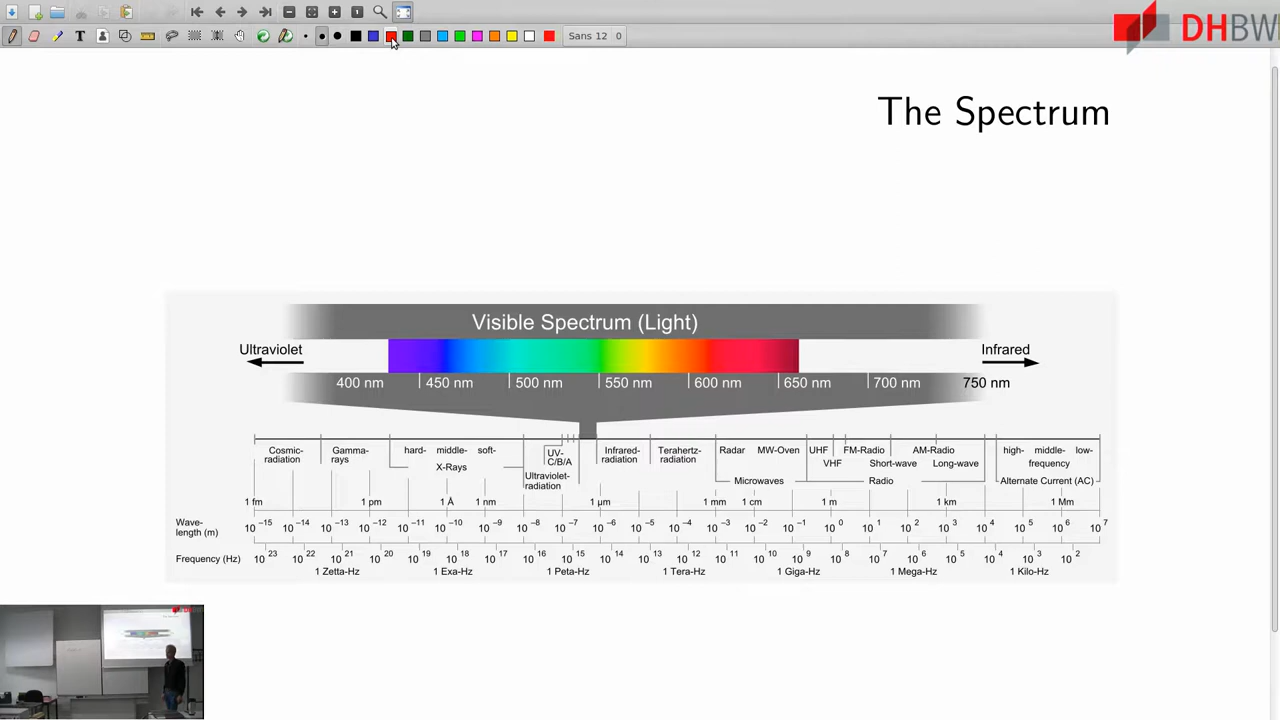 Sans 12 0
DHBW
The Spectrum
Visible Spectrum (Light)
Ultraviolet
Infrared
400 nm 450 nm 500 nm 550 nm 600 nm 650 nm 700 nm 750 nm
Cosmic-radiation Gamma-rays hard- middle- soft- X-Rays UV-C/B/A Ultraviolet-radiation Infrared-radiation Terahertz-radiation Radar MW-Oven Microwaves UHF VHF FM-Radio Short-wave AM-Radio Long-wave Radio high- middle- low- frequency Alternate Current (AC)
1 fm 1 pm 1 Å 1 nm 1 µm 1 mm 1 cm 1 m 1 km 1 Mm
Wave-length (m) 10⁻¹⁵ 10⁻¹⁴ 10⁻¹³ 10⁻¹² 10⁻¹¹ 10⁻¹⁰ 10⁻⁹ 10⁻⁸ 10⁻⁷ 10⁻⁶ 10⁻⁵ 10⁻⁴ 10⁻³ 10⁻² 10⁻¹ 10⁰ 10¹ 10² 10³ 10⁴ 10⁵ 10⁶ 10⁷
Frequency (Hz) 10²³ 10²² 10²¹ 10²⁰ 10¹⁹ 10¹⁸ 10¹⁷ 10¹⁶ 10¹⁵ 10¹⁴ 10¹³ 10¹² 10¹¹ 10¹⁰ 10⁹ 10⁸ 10⁷ 10⁶ 10⁵ 10⁴ 10³ 10²
1 Zetta-Hz 1 Exa-Hz 1 Peta-Hz 1 Tera-Hz 1 Giga-Hz 1 Mega-Hz 1 Kilo-Hz